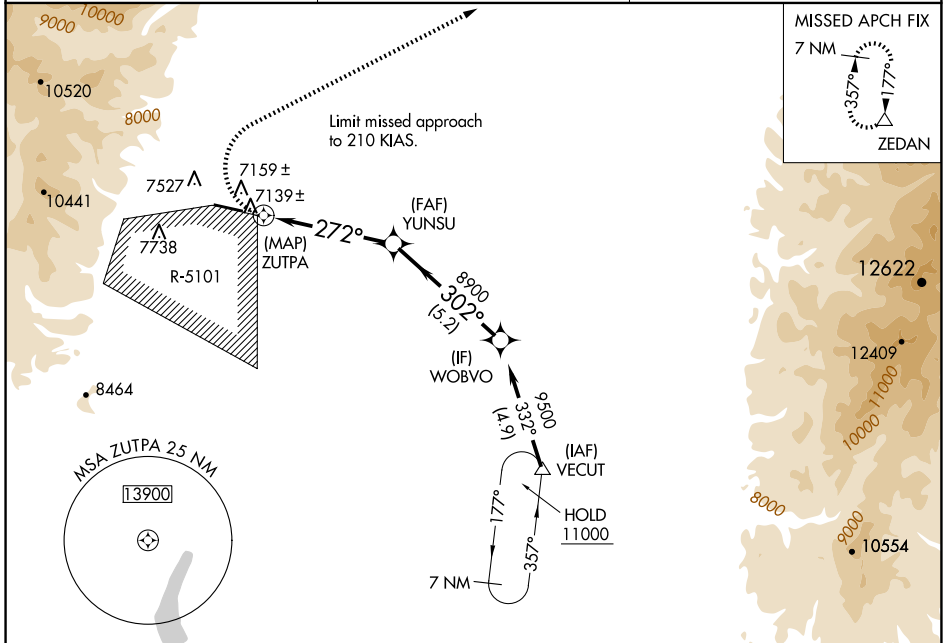 10000
9000
10520
8000
10441
Limit missed approach
to 210 KIAS.
MISSED APCH FIX
7 NM
357°
177°
ZEDAN
7527
7159 ±
7139 ±
7738
R-5101
(MAP)
ZUTPA
272°
(FAF)
YUNSU
8900
302°
(5.2)
(IF)
WOBVO
12622
12409
11000
10000
8464
9500
332°
(4.9)
(IAF)
VECUT
MSA ZUTPA 25 NM
13900
177°
357°
HOLD
11000
7 NM
8000
9000
10554